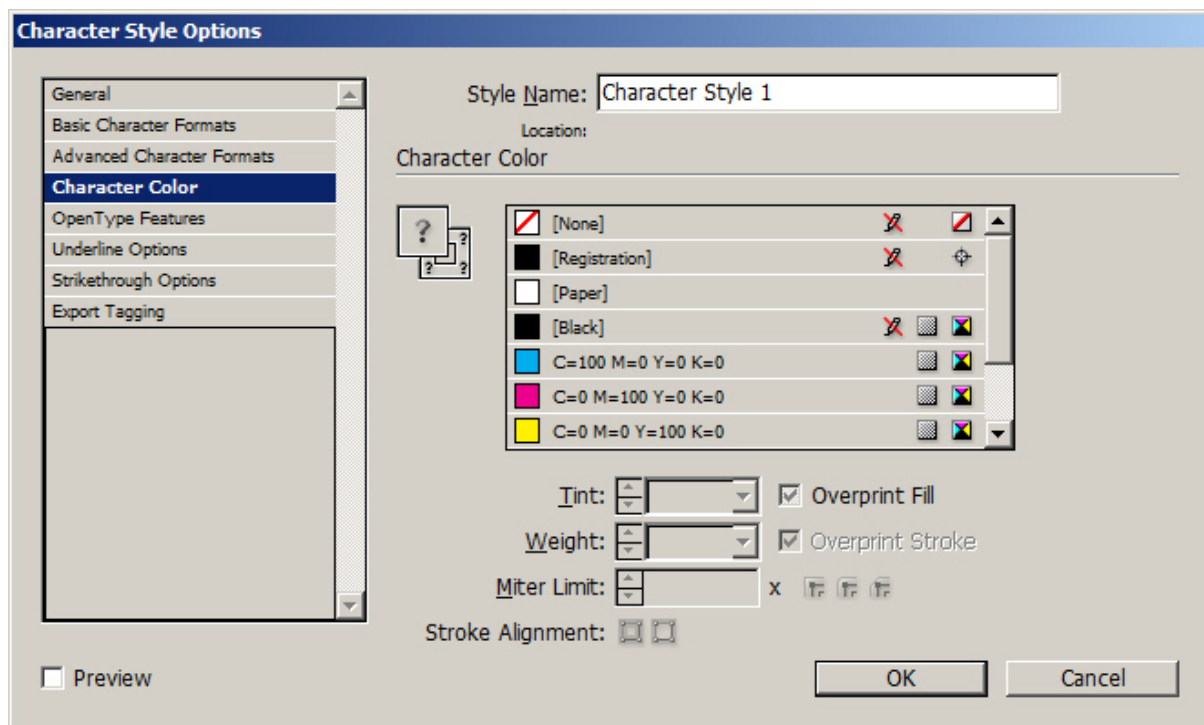 Character Style Options
General
Basic Character Formats
Advanced Character Formats
Character Color
OpenType Features
Underline Options
Strikethrough Options
Export Tagging
Style Name: Character Style 1
Location:
Character Color
? ? ? ?
[None]
[Registration]
[Paper]
[Black]
C=100 M=0 Y=0 K=0
C=0 M=100 Y=0 K=0
C=0 M=0 Y=100 K=0
Tint: Overprint Fill
Weight: Overprint Stroke
Miter Limit: x
Stroke Alignment:
Preview
OK Cancel